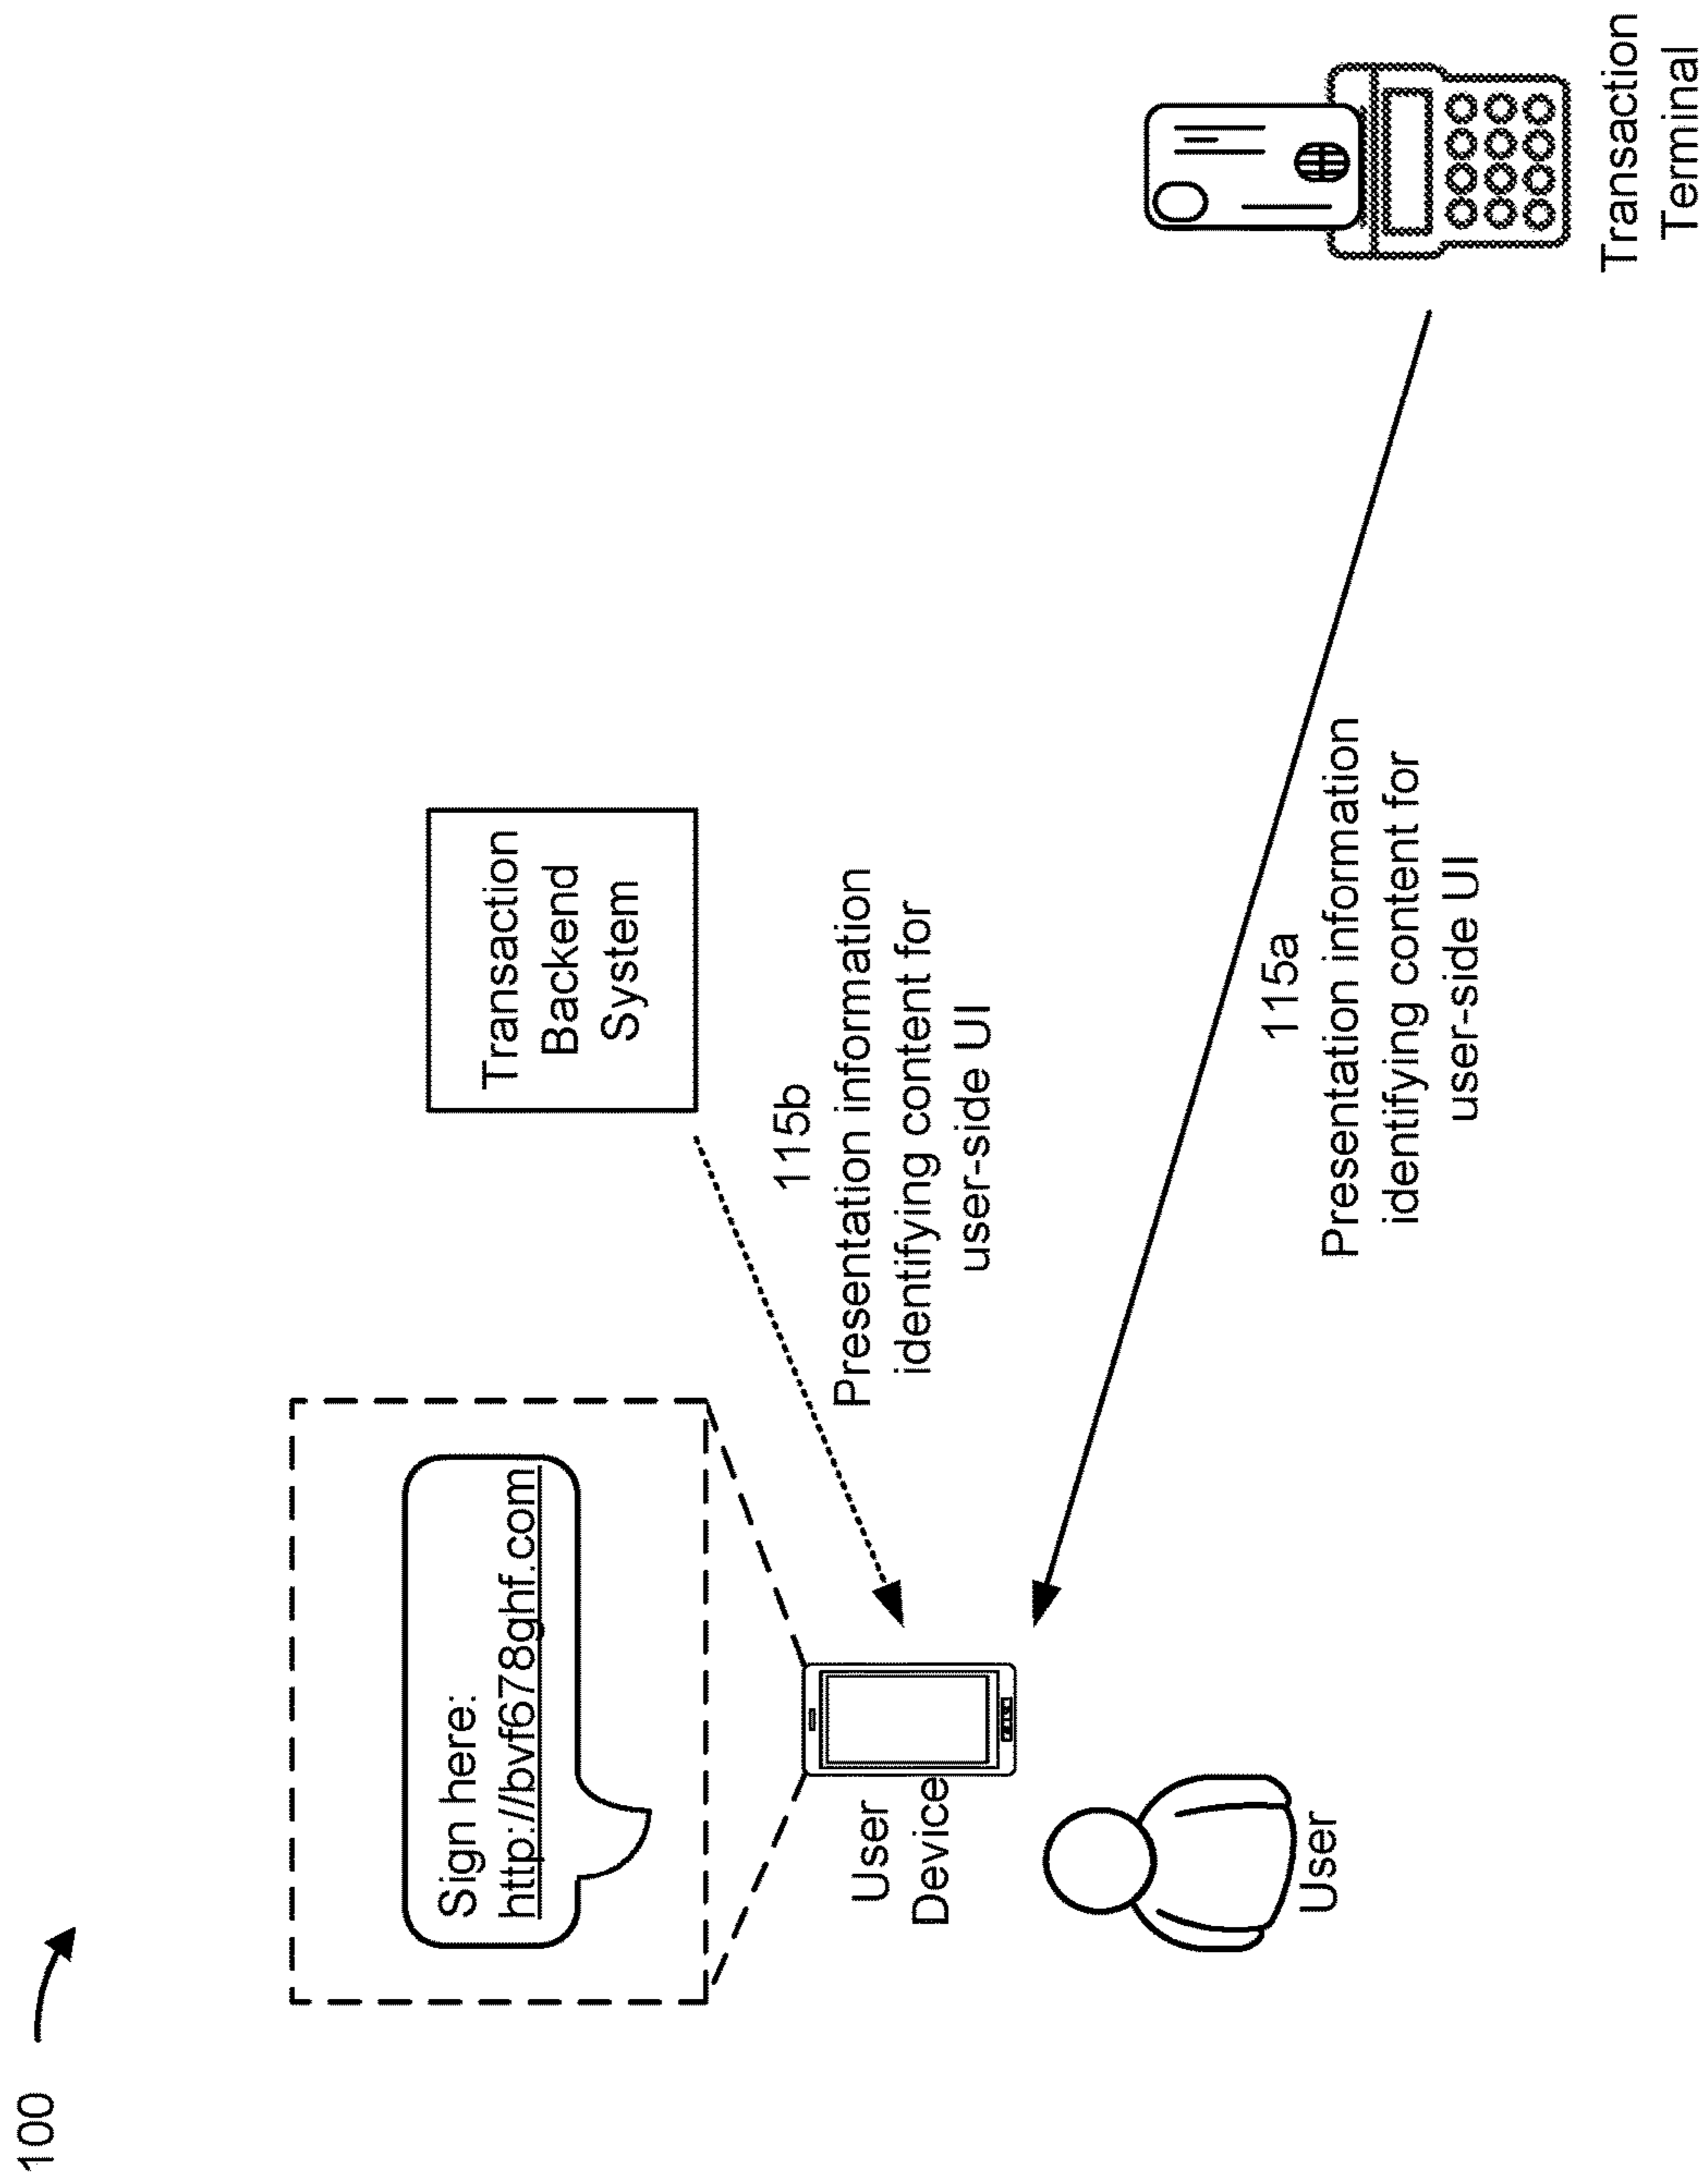 100
Sign here:
http://bvf678ghf.com
Transaction
Backend
System
User
Device
115b
Presentation information
identifying content for
user-side UI
User
115a
Presentation information
identifying content for
user-side UI
Transaction
Terminal